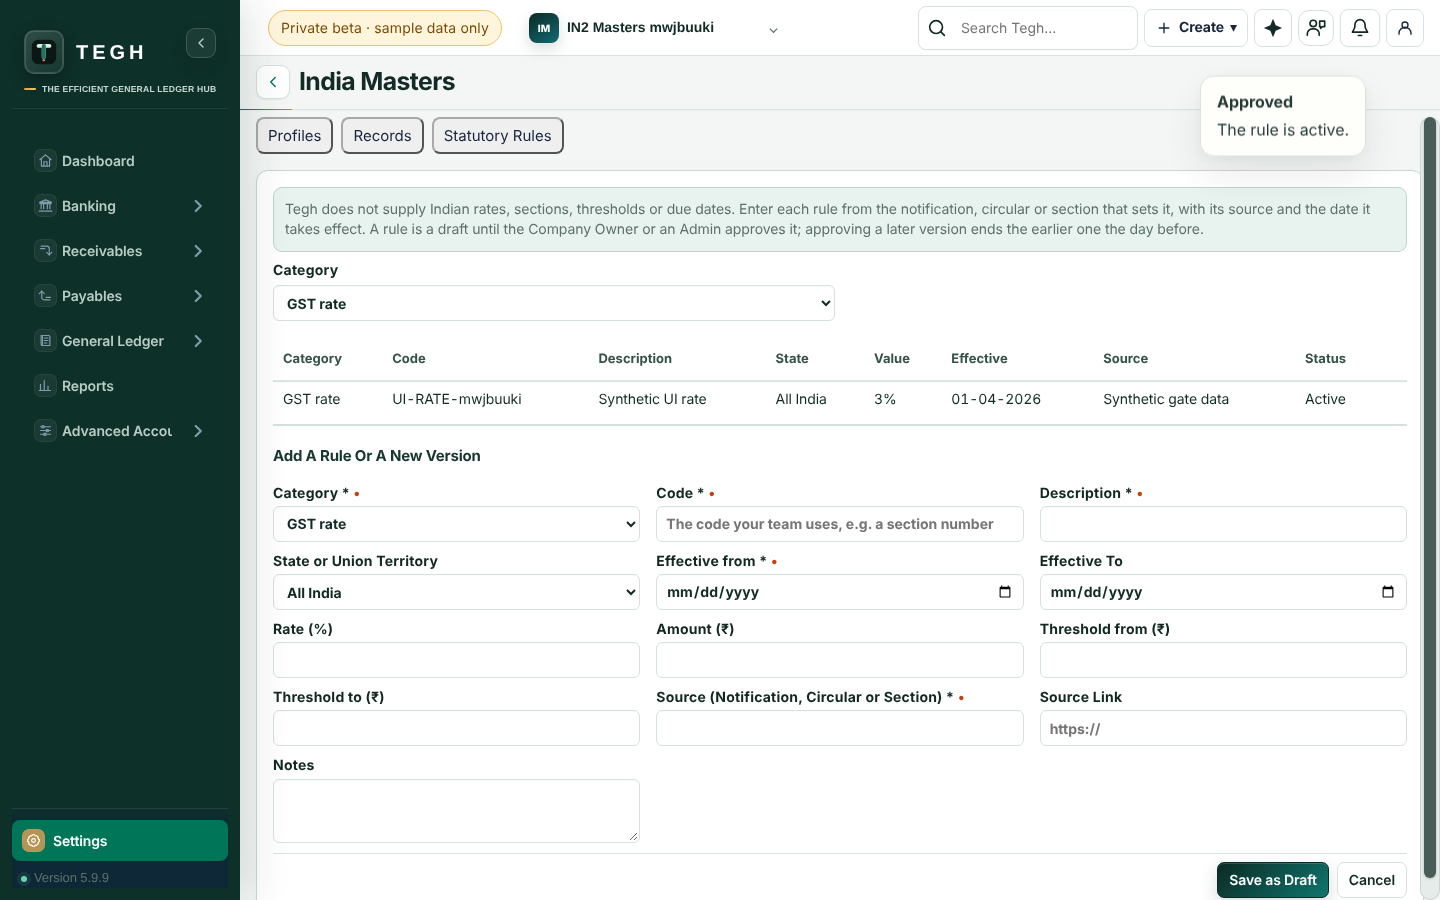 TEGH
THE EFFICIENT GENERAL LEDGER HUB
Dashboard
Banking
Receivables
Payables
General Ledger
Reports
Advanced Accou
Settings
Version 5.9.9
Private beta · sample data only
IM
IN2 Masters mwjbuuki
Search Tegh...
+ Create ▾
India Masters
Approved
The rule is active.
Profiles
Records
Statutory Rules
Tegh does not supply Indian rates, sections, thresholds or due dates. Enter each rule from the notification, circular or section that sets it, with its source and the date it
takes effect. A rule is a draft until the Company Owner or an Admin approves it; approving a later version ends the earlier one the day before.
Category
GST rate
Category Code Description State Value Effective Source Status
GST rate UI-RATE-mwjbuuki Synthetic UI rate All India 3% 01-04-2026 Synthetic gate data Active
Add A Rule Or A New Version
Category * • Code * • Description * •
GST rate The code your team uses, e.g. a section number
State or Union Territory Effective from * • Effective To
All India mm/dd/yyyy mm/dd/yyyy
Rate (%) Amount (₹) Threshold from (₹)
Threshold to (₹) Source (Notification, Circular or Section) * • Source Link
https://
Notes
Save as Draft Cancel